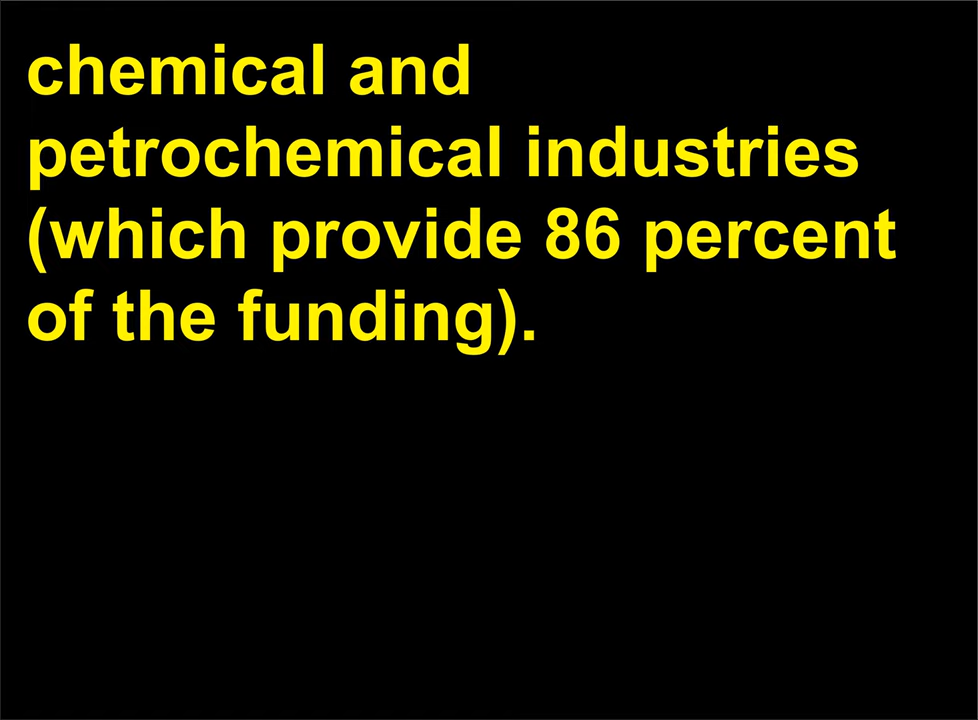 chemical and
petrochemical industries
(which provide 86 percent
of the funding).